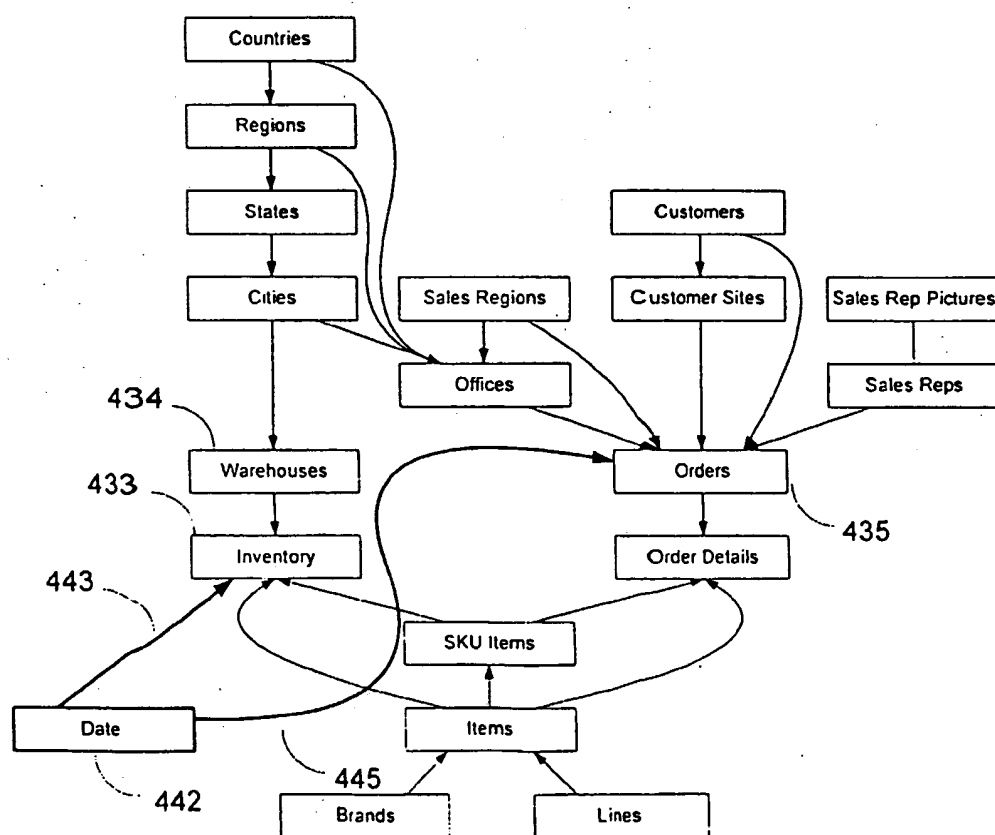 Countries
Regions
States
Customers
Cities
Sales Regions
Customer Sites
Sales Rep Pictures
Offices
Sales Reps
434
Warehouses
Orders
433
435
Inventory
Order Details
443
SKU Items
Date
Items
445
442
Brands
Lines